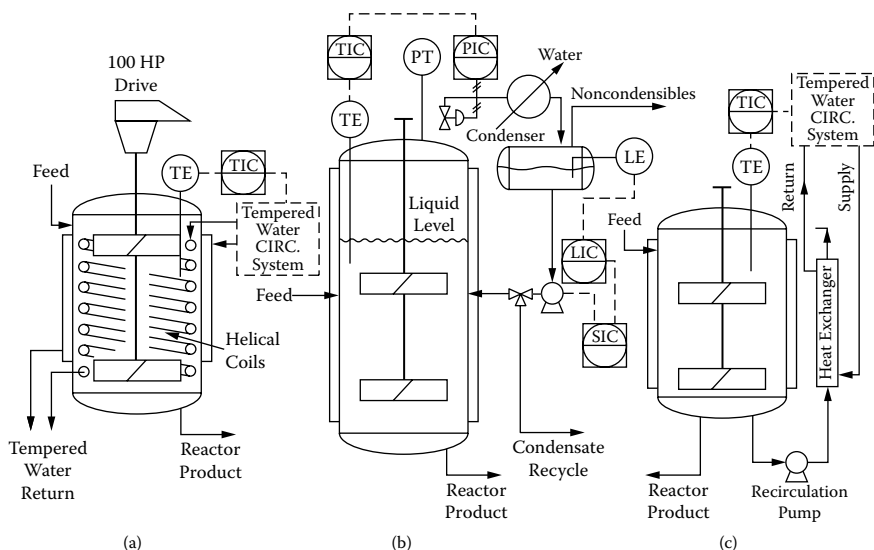 100 HP
Drive
TE
TIC
Feed
Tempered
Water
CIRC.
System
Helical
Coils
Tempered
Water
Return
Reactor
Product
(a)
TIC
PT
PIC
TE
Water
Condenser
Noncondensibles
LE
Liquid
Level
LIC
Feed
SIC
Condensate
Recycle
Reactor
Product
(b)
TIC
Tempered
Water
CIRC.
System
TE
Return
Supply
Feed
Heat Exchanger
Reactor
Product
Recirculation
Pump
(c)